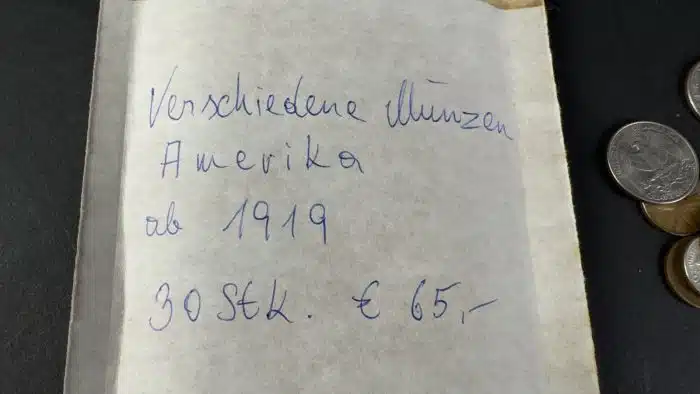 Verschiedene Münzen
Amerika
ab 1919
30 Stk. € 65,-